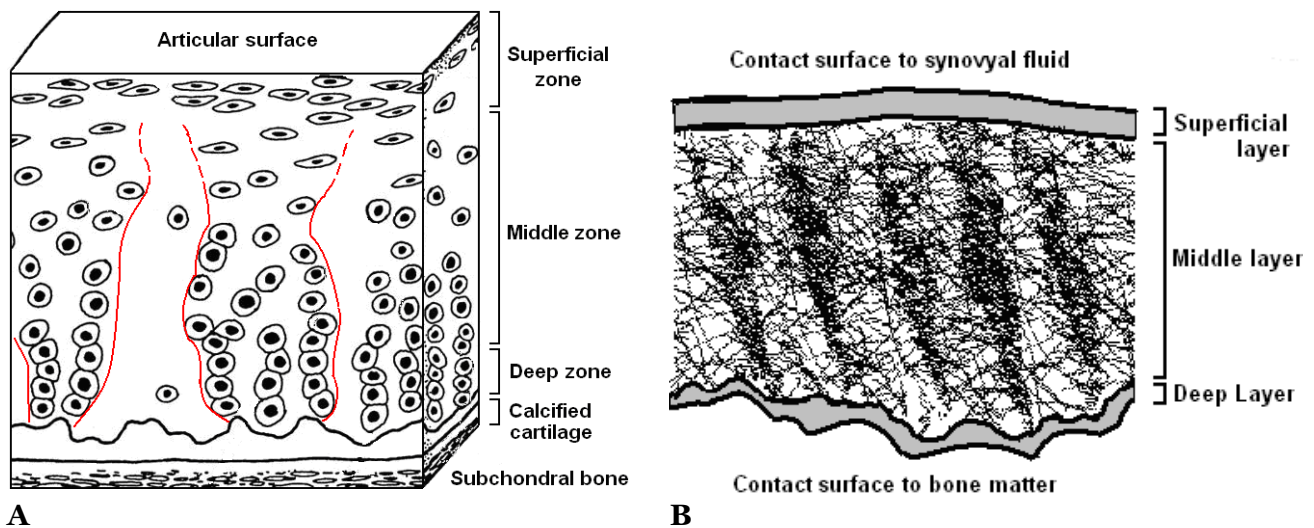 Articular surface
Superficial
zone
Middle zone
Deep zone
Calcified
cartilage
Subchondral bone
A
Contact surface to synovyal fluid
Superficial
layer
Middle layer
Deep Layer
Contact surface to bone matter
B